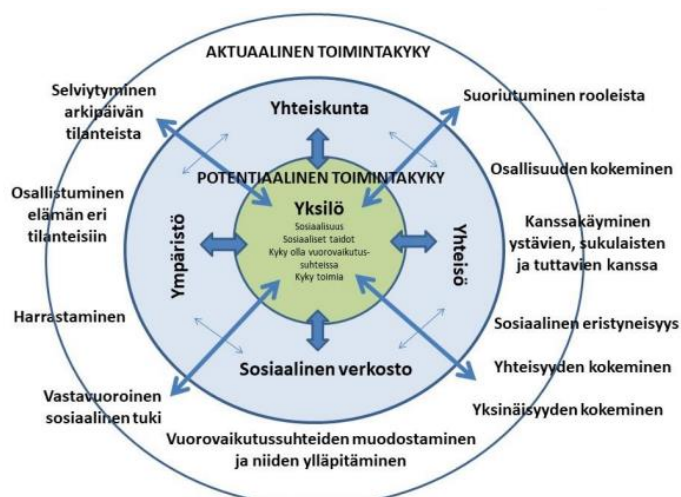 AKTUAALINEN TOIMINTAKYKY
Selviytyminen
arkipäivän
tilanteista
Yhteiskunta
Suoriutuminen rooleista
POTENTIAALINEN TOIMINTAKYKY
Osallisuuden kokeminen
Osallistuminen
elämän eri
tilanteisiin
Ympäristö
Yksilö
Sosiaalisuus
Sosiaaliset taidot
Kyky olla vuorovaikutus-
suhteissa
Kyky toimia
Yhteisö
Kanssakäyminen
ystävien, sukulaisten
ja tuttavien kanssa
Harrastaminen
Sosiaalinen eristyneisyys
Sosiaalinen verkosto
Yhteisyyden kokeminen
Vastavuoroinen
sosiaalinen tuki
Yksinäisyyden kokeminen
Vuorovaikutussuhteiden muodostaminen
ja niiden ylläpitäminen